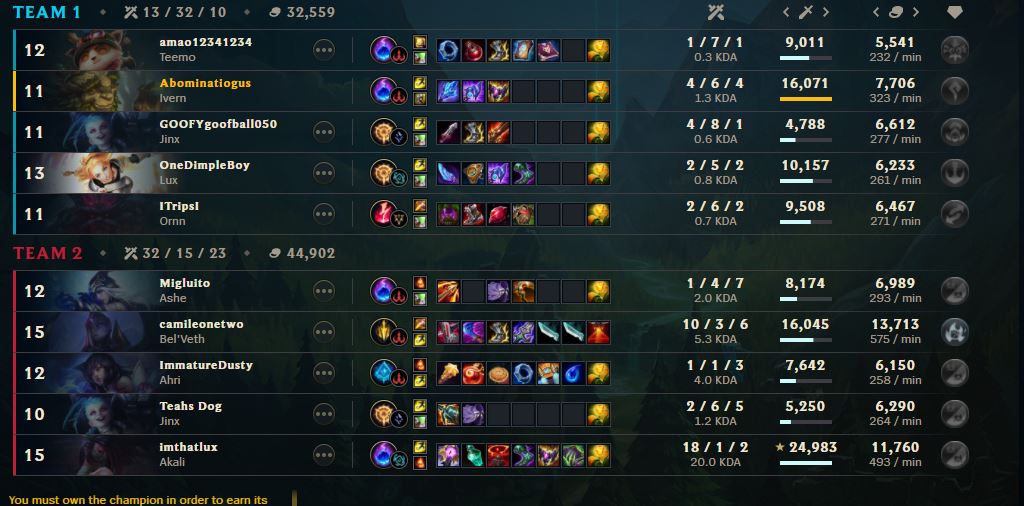 TEAM 1 • 13 / 32 / 10 • 32,559
12 amao12341234 1 / 7 / 1 9,011 5,541
Teemo 0.3 KDA 232 / min
11 Abominatiogus 4 / 6 / 4 16,071 7,706
Ivern 1.3 KDA 323 / min
11 GOOFYgoofball050 4 / 8 / 1 4,788 6,612
Jinx 0.6 KDA 277 / min
13 OneDimpleBoy 2 / 5 / 2 10,157 6,233
Lux 0.8 KDA 261 / min
11 ITripsI 2 / 6 / 2 9,508 6,467
Ornn 0.7 KDA 271 / min
TEAM 2 • 32 / 15 / 23 • 44,902
12 Migluito 1 / 4 / 7 8,174 6,989
Ashe 2.0 KDA 293 / min
15 camileonetwo 10 / 3 / 6 16,045 13,713
Bel'Veth 5.3 KDA 575 / min
12 ImmatureDusty 1 / 1 / 3 7,642 6,150
Ahri 4.0 KDA 258 / min
10 Teahs Dog 2 / 6 / 5 5,250 6,290
Jinx 1.2 KDA 264 / min
15 imthatlux 18 / 1 / 2 24,983 11,760
Akali 20.0 KDA 493 / min
You must own the champion in order to earn its